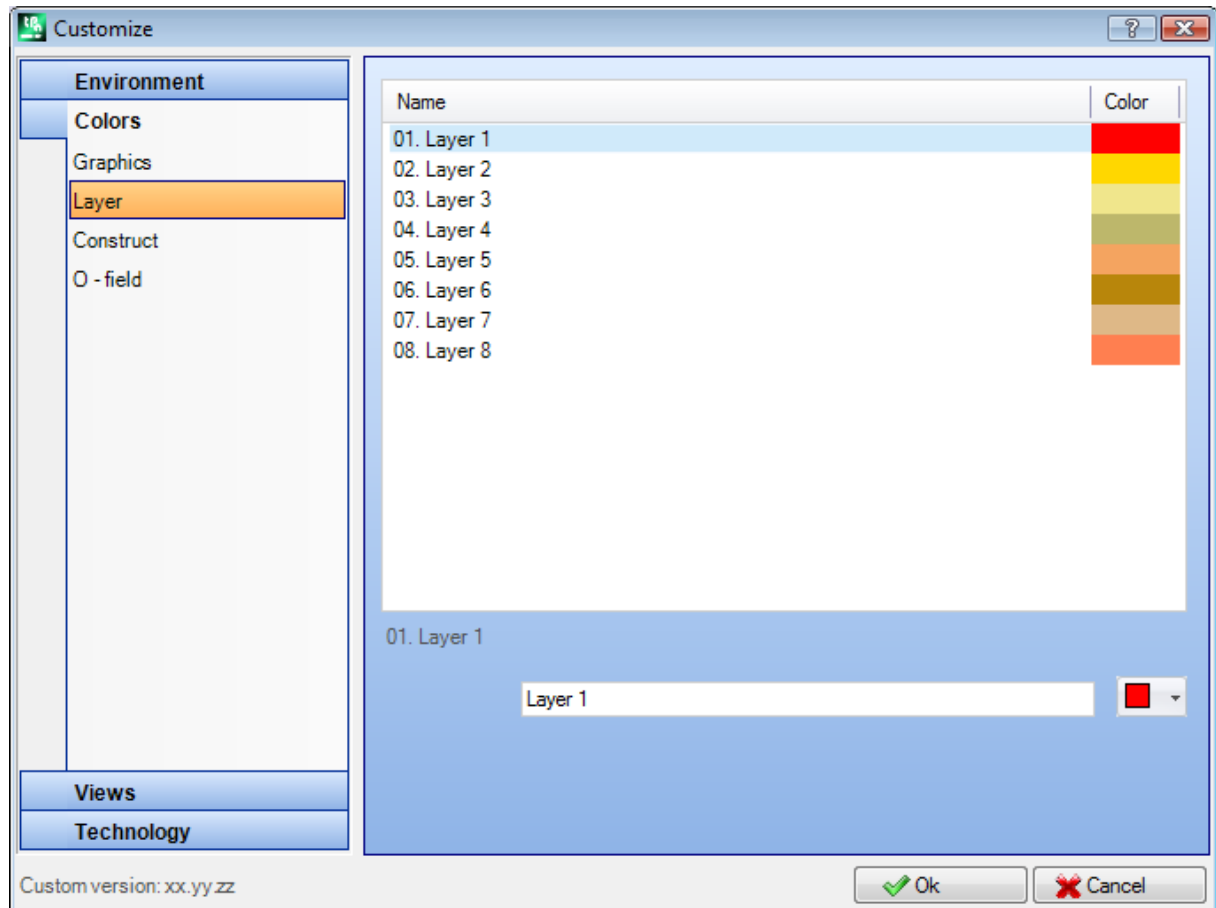 Customize
Environment
Colors
Graphics
Layer
Construct
O - field
Views
Technology
Name Color
01. Layer 1
02. Layer 2
03. Layer 3
04. Layer 4
05. Layer 5
06. Layer 6
07. Layer 7
08. Layer 8
01. Layer 1
Layer 1
Custom version: xx.yy.zz
Ok Cancel